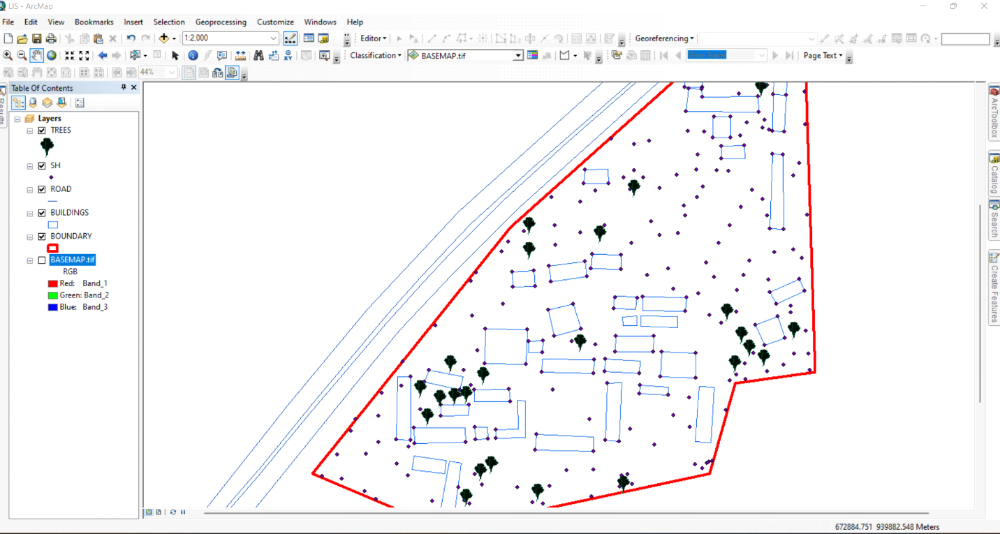 LIS - ArcMap
File Edit View Bookmarks Insert Selection Geoprocessing Customize Windows Help
1:2,000 Editor Georeferencing
Classification BASEMAP.tif Show Name Page Text
44%
Table Of Contents
Layers
TREES
SH
ROAD
BUILDINGS
BOUNDARY
BASEMAP.tif
RGB
Red: Band_1
Green: Band_2
Blue: Band_3
Results
ArcToolbox
Catalog
Search
Create Features
672884.751 939882.548 Meters